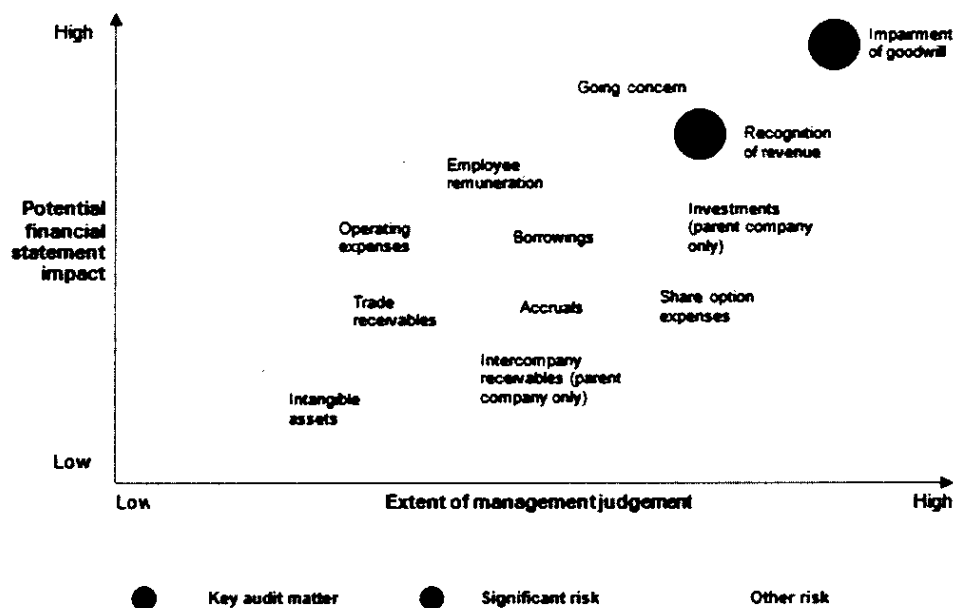 High
Impairment
of goodwill
Going concern
Recognition
of revenue
Employee
remuneration
Potential
financial
statement
impact
Operating
expenses
Borrowings
Investments
(parent company
only)
Trade
receivables
Accruals
Share option
expenses
Intercompany
receivables (parent
company only)
Intangible
assets
Low
Low
Extent of management judgement
High
Key audit matter
Significant risk
Other risk